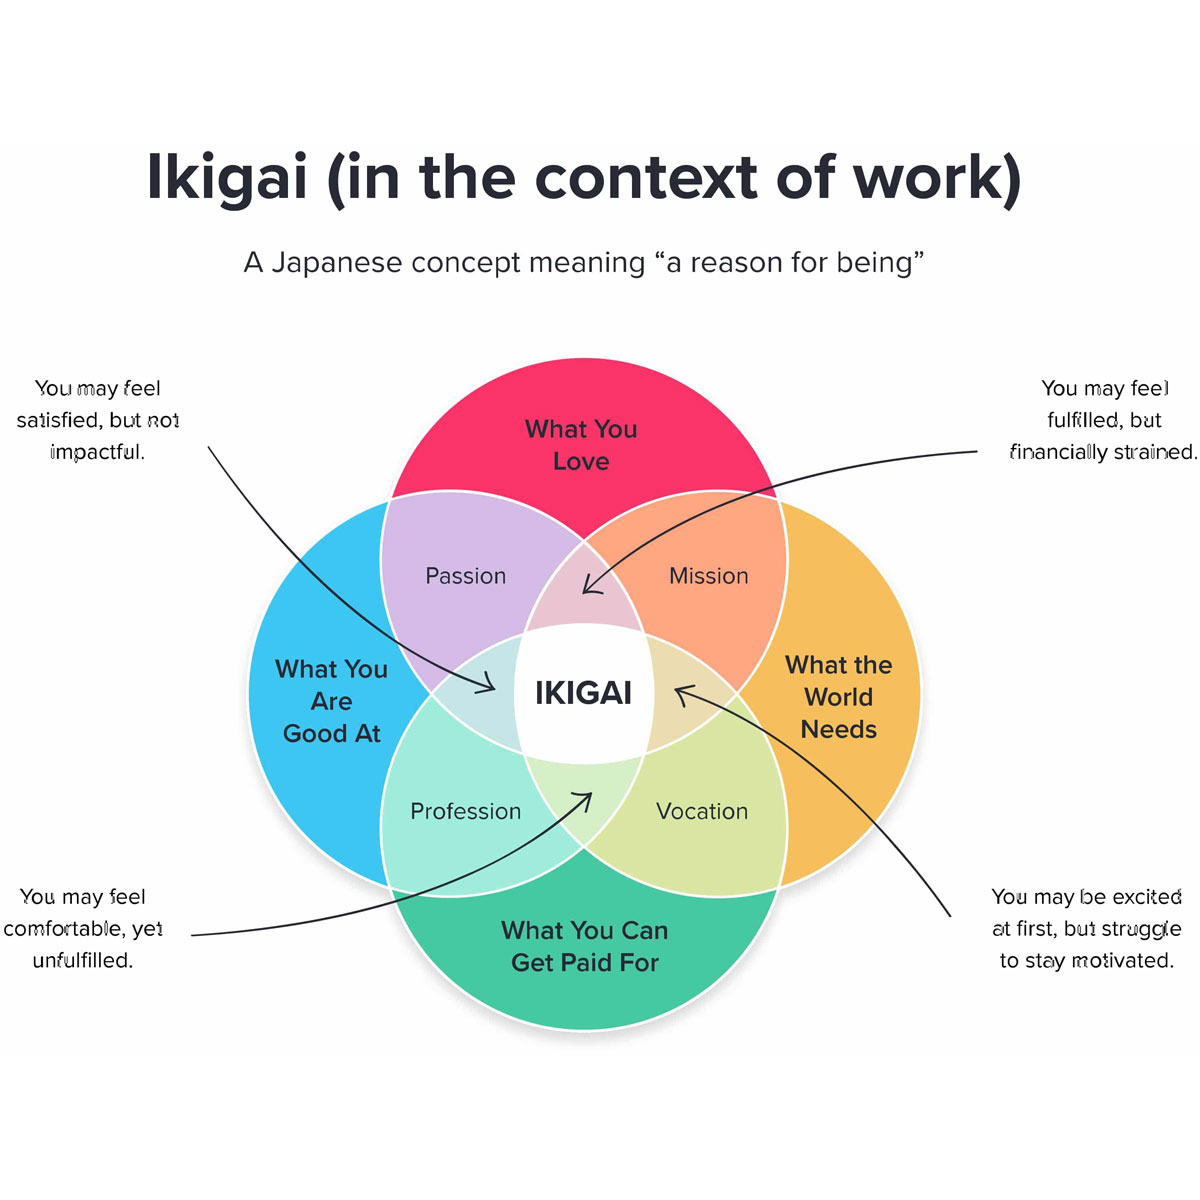 Ikigai (in the context of work)
A Japanese concept meaning “a reason for being”
You may feel
satisfied, but not
impactful.
You may feel
fulfilled, but
financially strained.
What You
Love
Passion
Mission
What You
Are
Good At
IKIGAI
What the
World
Needs
Profession
Vocation
You may feel
comfortable, yet
unfulfilled.
What You Can
Get Paid For
You may be excited
at first, but struggle
to stay motivated.